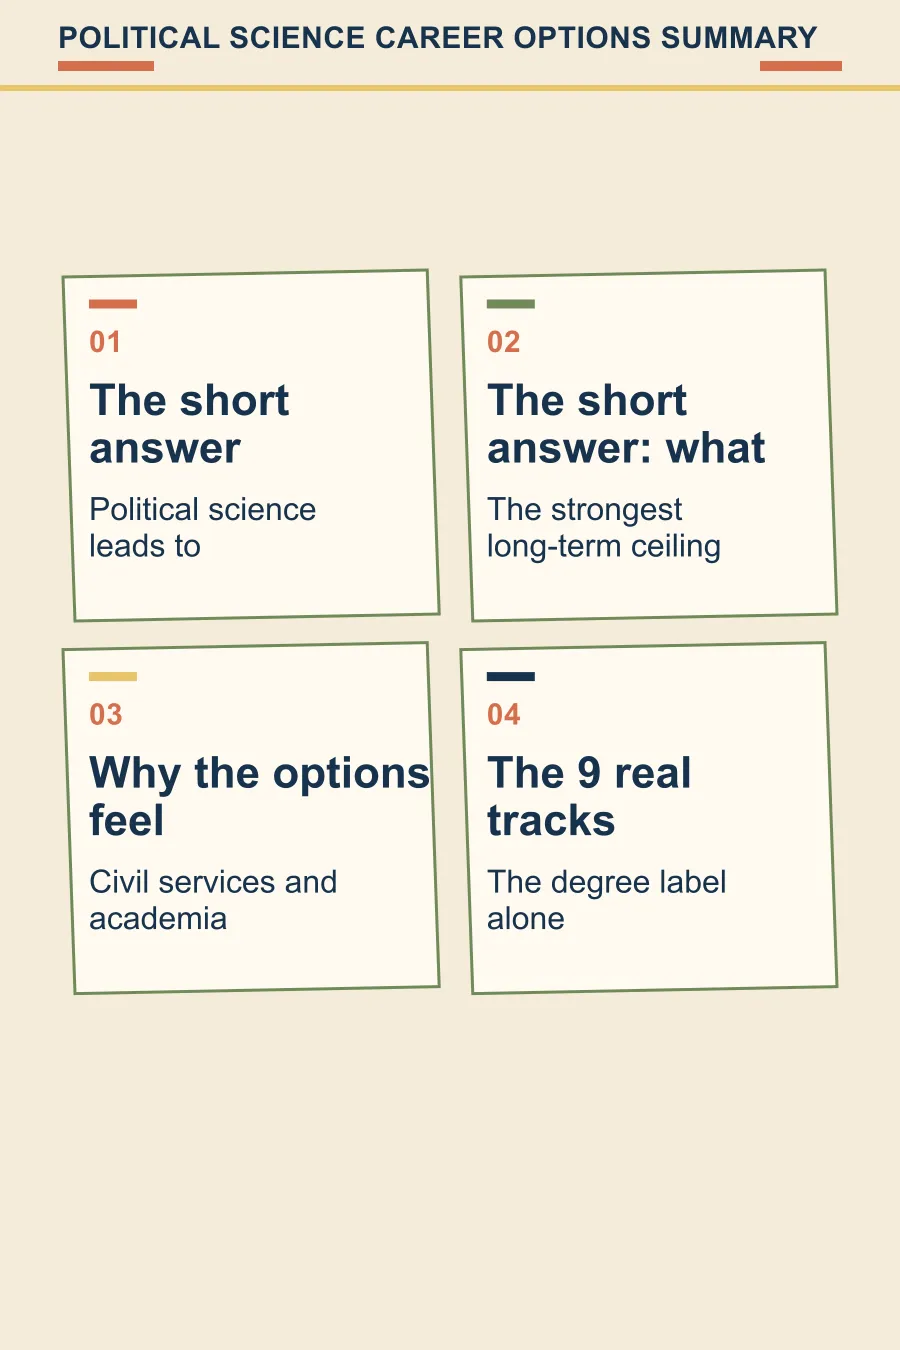 POLITICAL SCIENCE CAREER OPTIONS SUMMARY
01
The short
answer
Political science
leads to
02
The short
answer: what
The strongest
long-term ceiling
03
Why the options
feel
Civil services and
academia
04
The 9 real
tracks
The degree label
alone